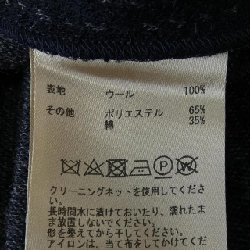 表地 ウール 100%
その他 ポリエステル 65%
綿 35%
クリーニングネットを使用してください。
長時間水に漬けておいたり、濡れたまま放置しないでください。
形を整えてから干してください。
アイロンは、当て布をしてかけてく